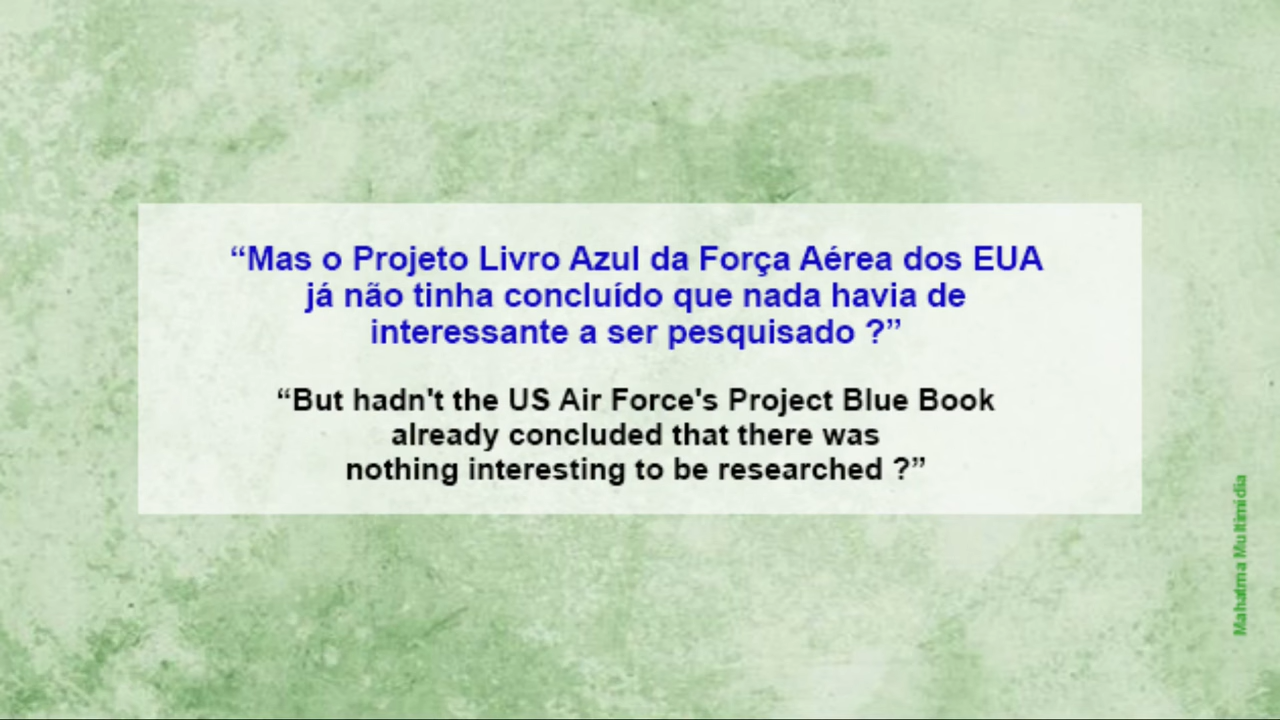 “Mas o Projeto Livro Azul da Força Aérea dos EUA
já não tinha concluído que nada havia de
interessante a ser pesquisado ?”
“But hadn't the US Air Force's Project Blue Book
already concluded that there was
nothing interesting to be researched ?”
Mahatma Multimídia